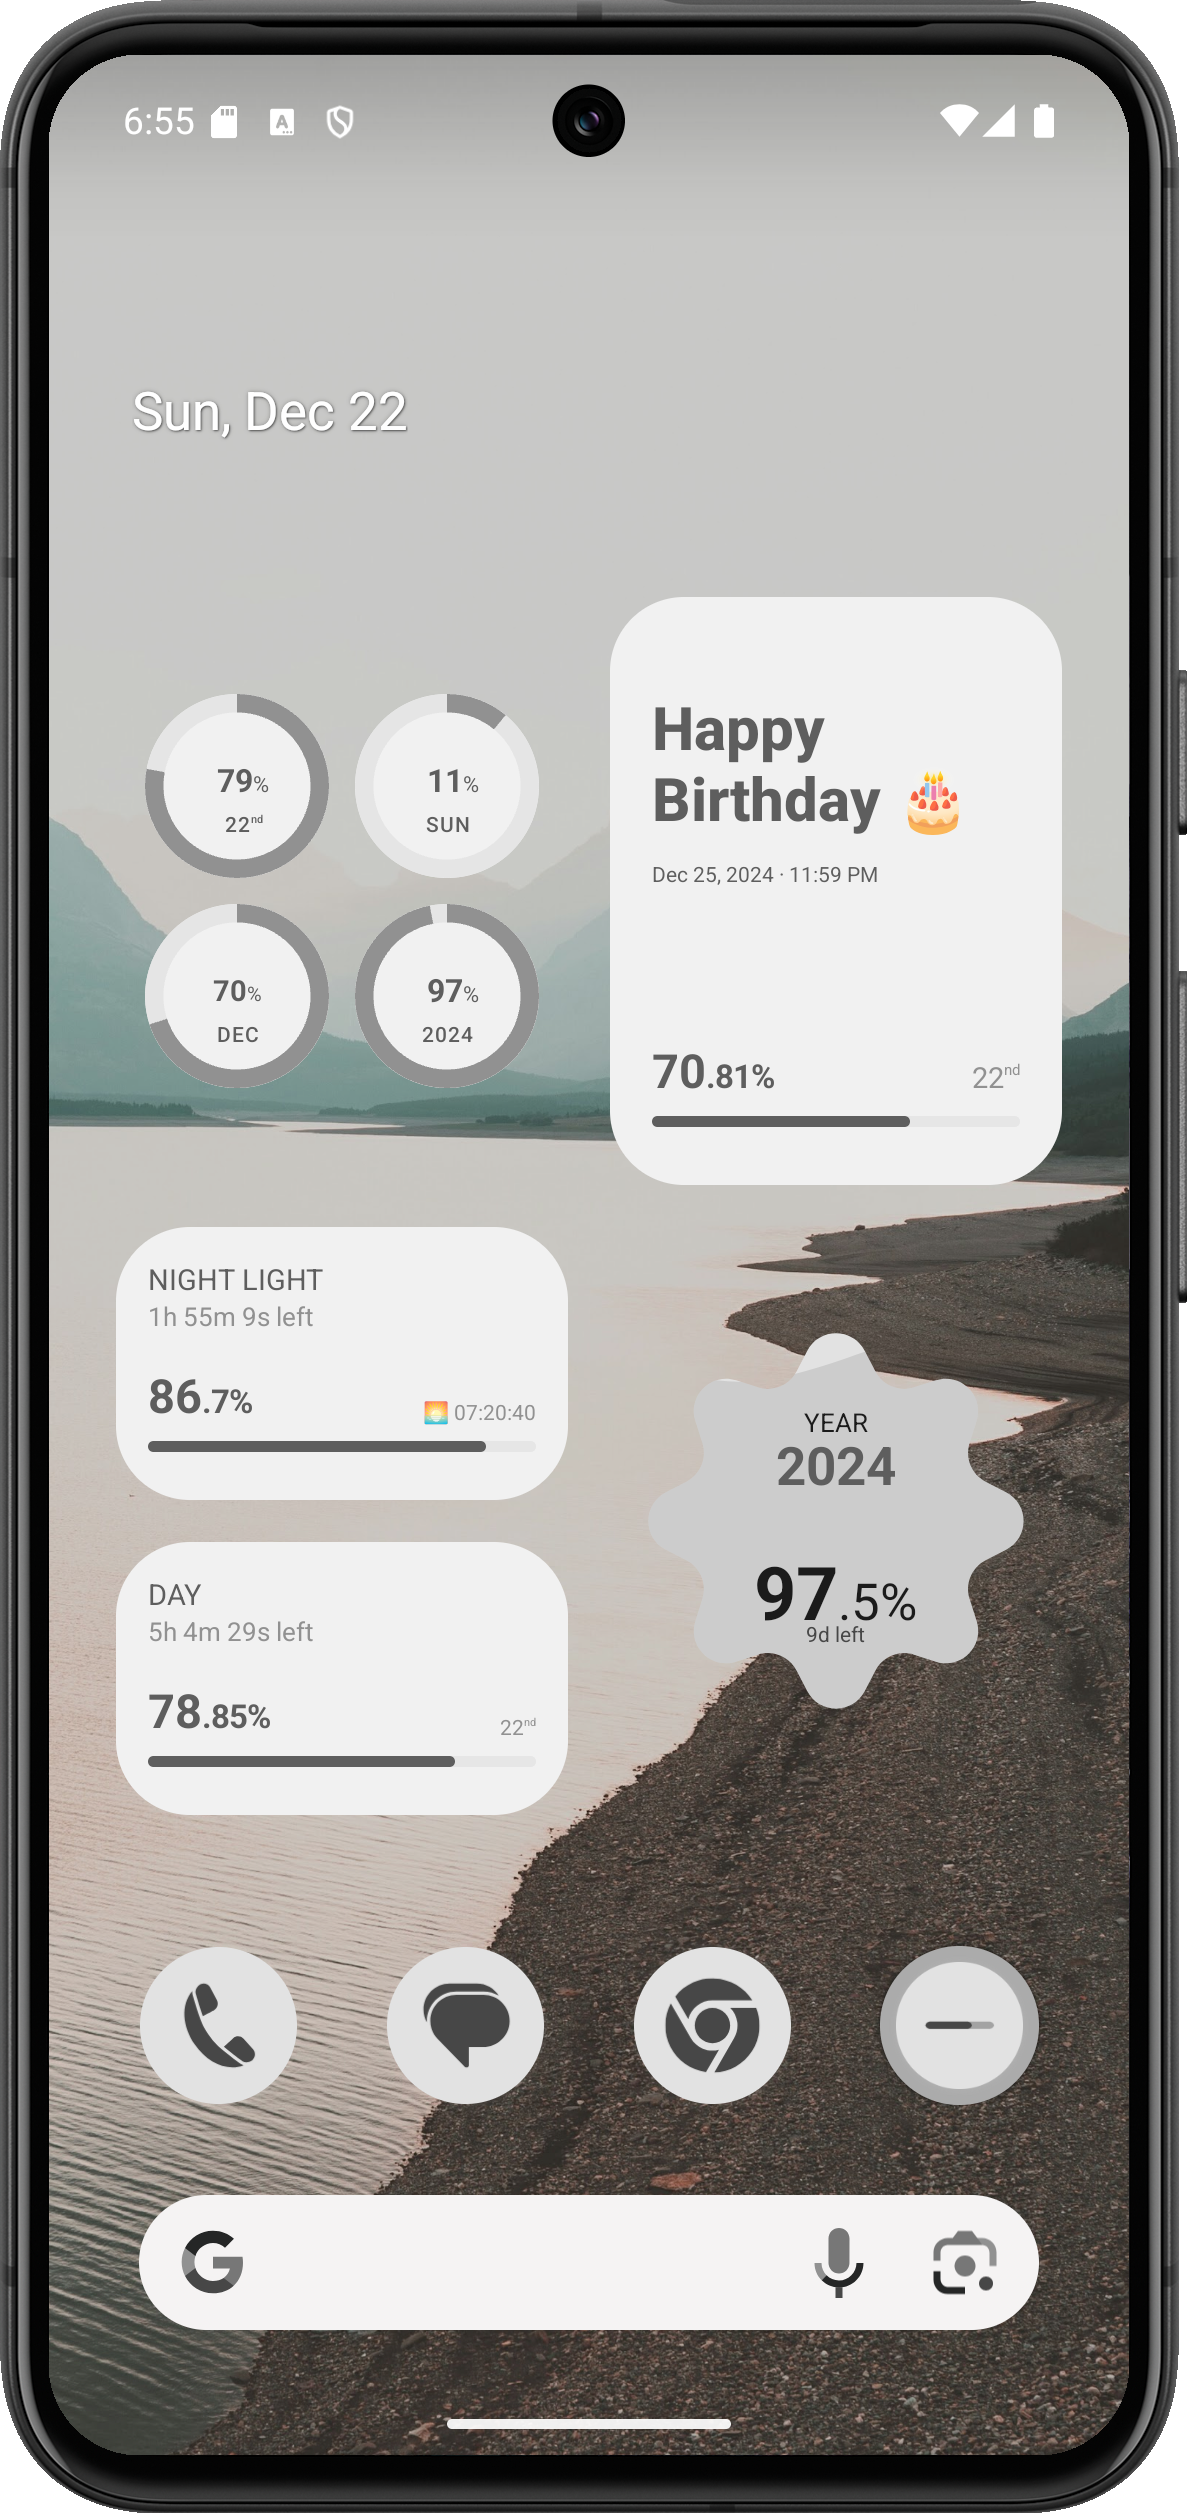 6:55
Sun, Dec 22
79%
22nd
11%
SUN
70%
DEC
97%
2024
Happy
Birthday 🎂
Dec 25, 2024 · 11:59 PM
70.81%
22nd
NIGHT LIGHT
1h 55m 9s left
86.7%
🌅 07:20:40
DAY
5h 4m 29s left
78.85%
22nd
YEAR
2024
97.5%
9d left